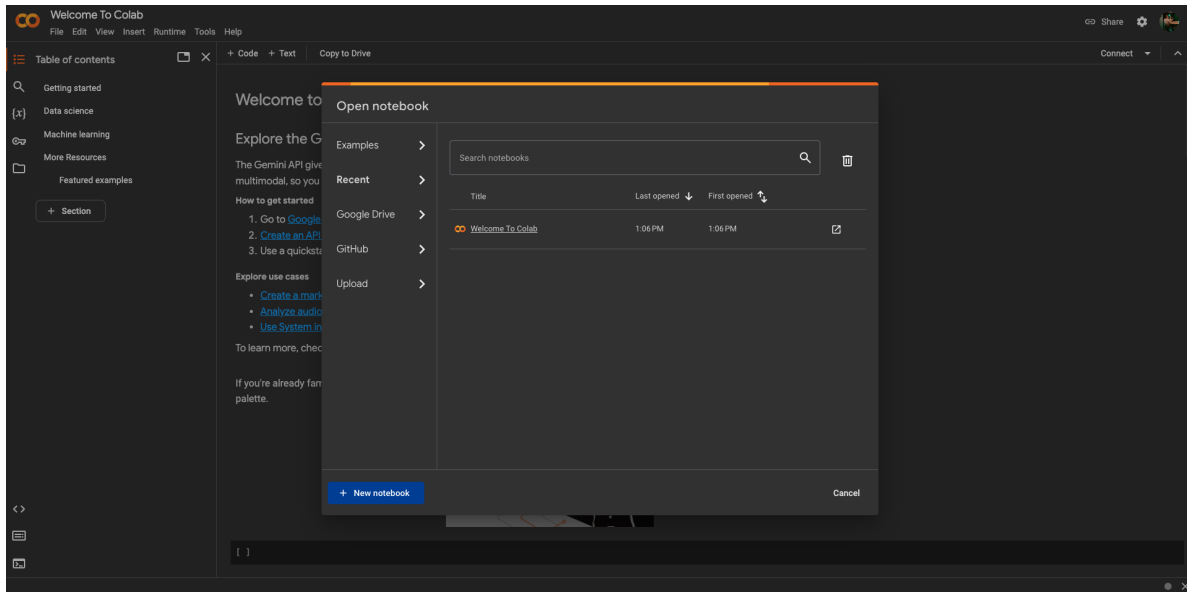 Welcome To Colab
File Edit View Insert Runtime Tools Help
Share
Table of contents
+ Code + Text Copy to Drive
Connect
Getting started
Data science
Machine learning
More Resources
Featured examples
+ Section
{x}
Welcome to
Explore the G
The Gemini API give
multimodal, so you
How to get started
1. Go to Google
2. Create an API
3. Use a quicksta
Explore use cases
• Create a mark
• Analyze audio
• Use System in
To learn more, chec
If you're already fam
palette.
[ ]
Open notebook
Examples
Recent
Google Drive
GitHub
Upload
Search notebooks
Title Last opened First opened
Welcome To Colab 1:06 PM 1:06 PM
+ New notebook
Cancel